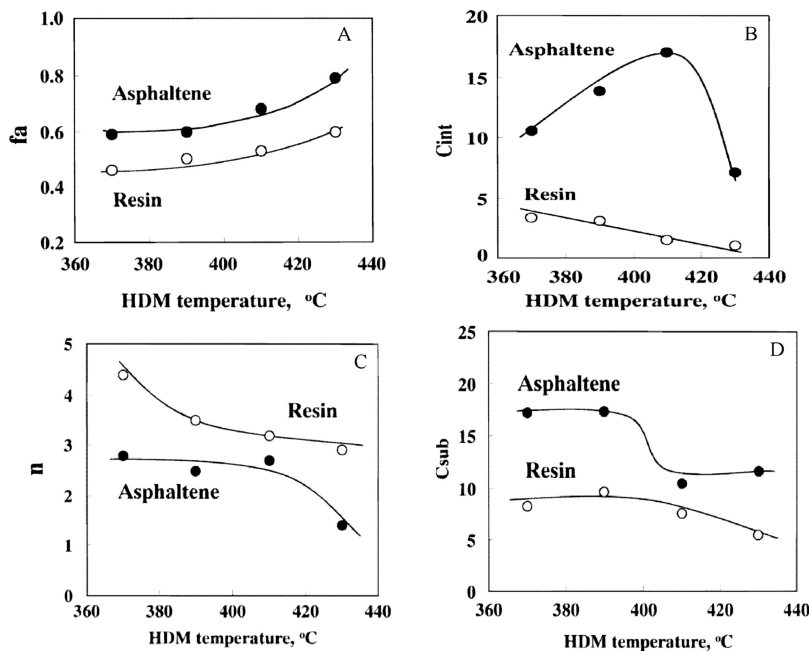 A
1.0
0.8
0.6
0.4
0.2
fa
Asphaltene
Resin
360 380 400 420 440
HDM temperature, °C
B
20
15
10
5
0
Cint
Asphaltene
Resin
360 380 400 420 440
HDM temperature, °C
C
5
4
3
2
1
0
n
Resin
Asphaltene
360 380 400 420 440
HDM temperature, °C
D
25
20
15
10
5
0
Csub
Asphaltene
Resin
360 380 400 420 440
HDM temperature, °C